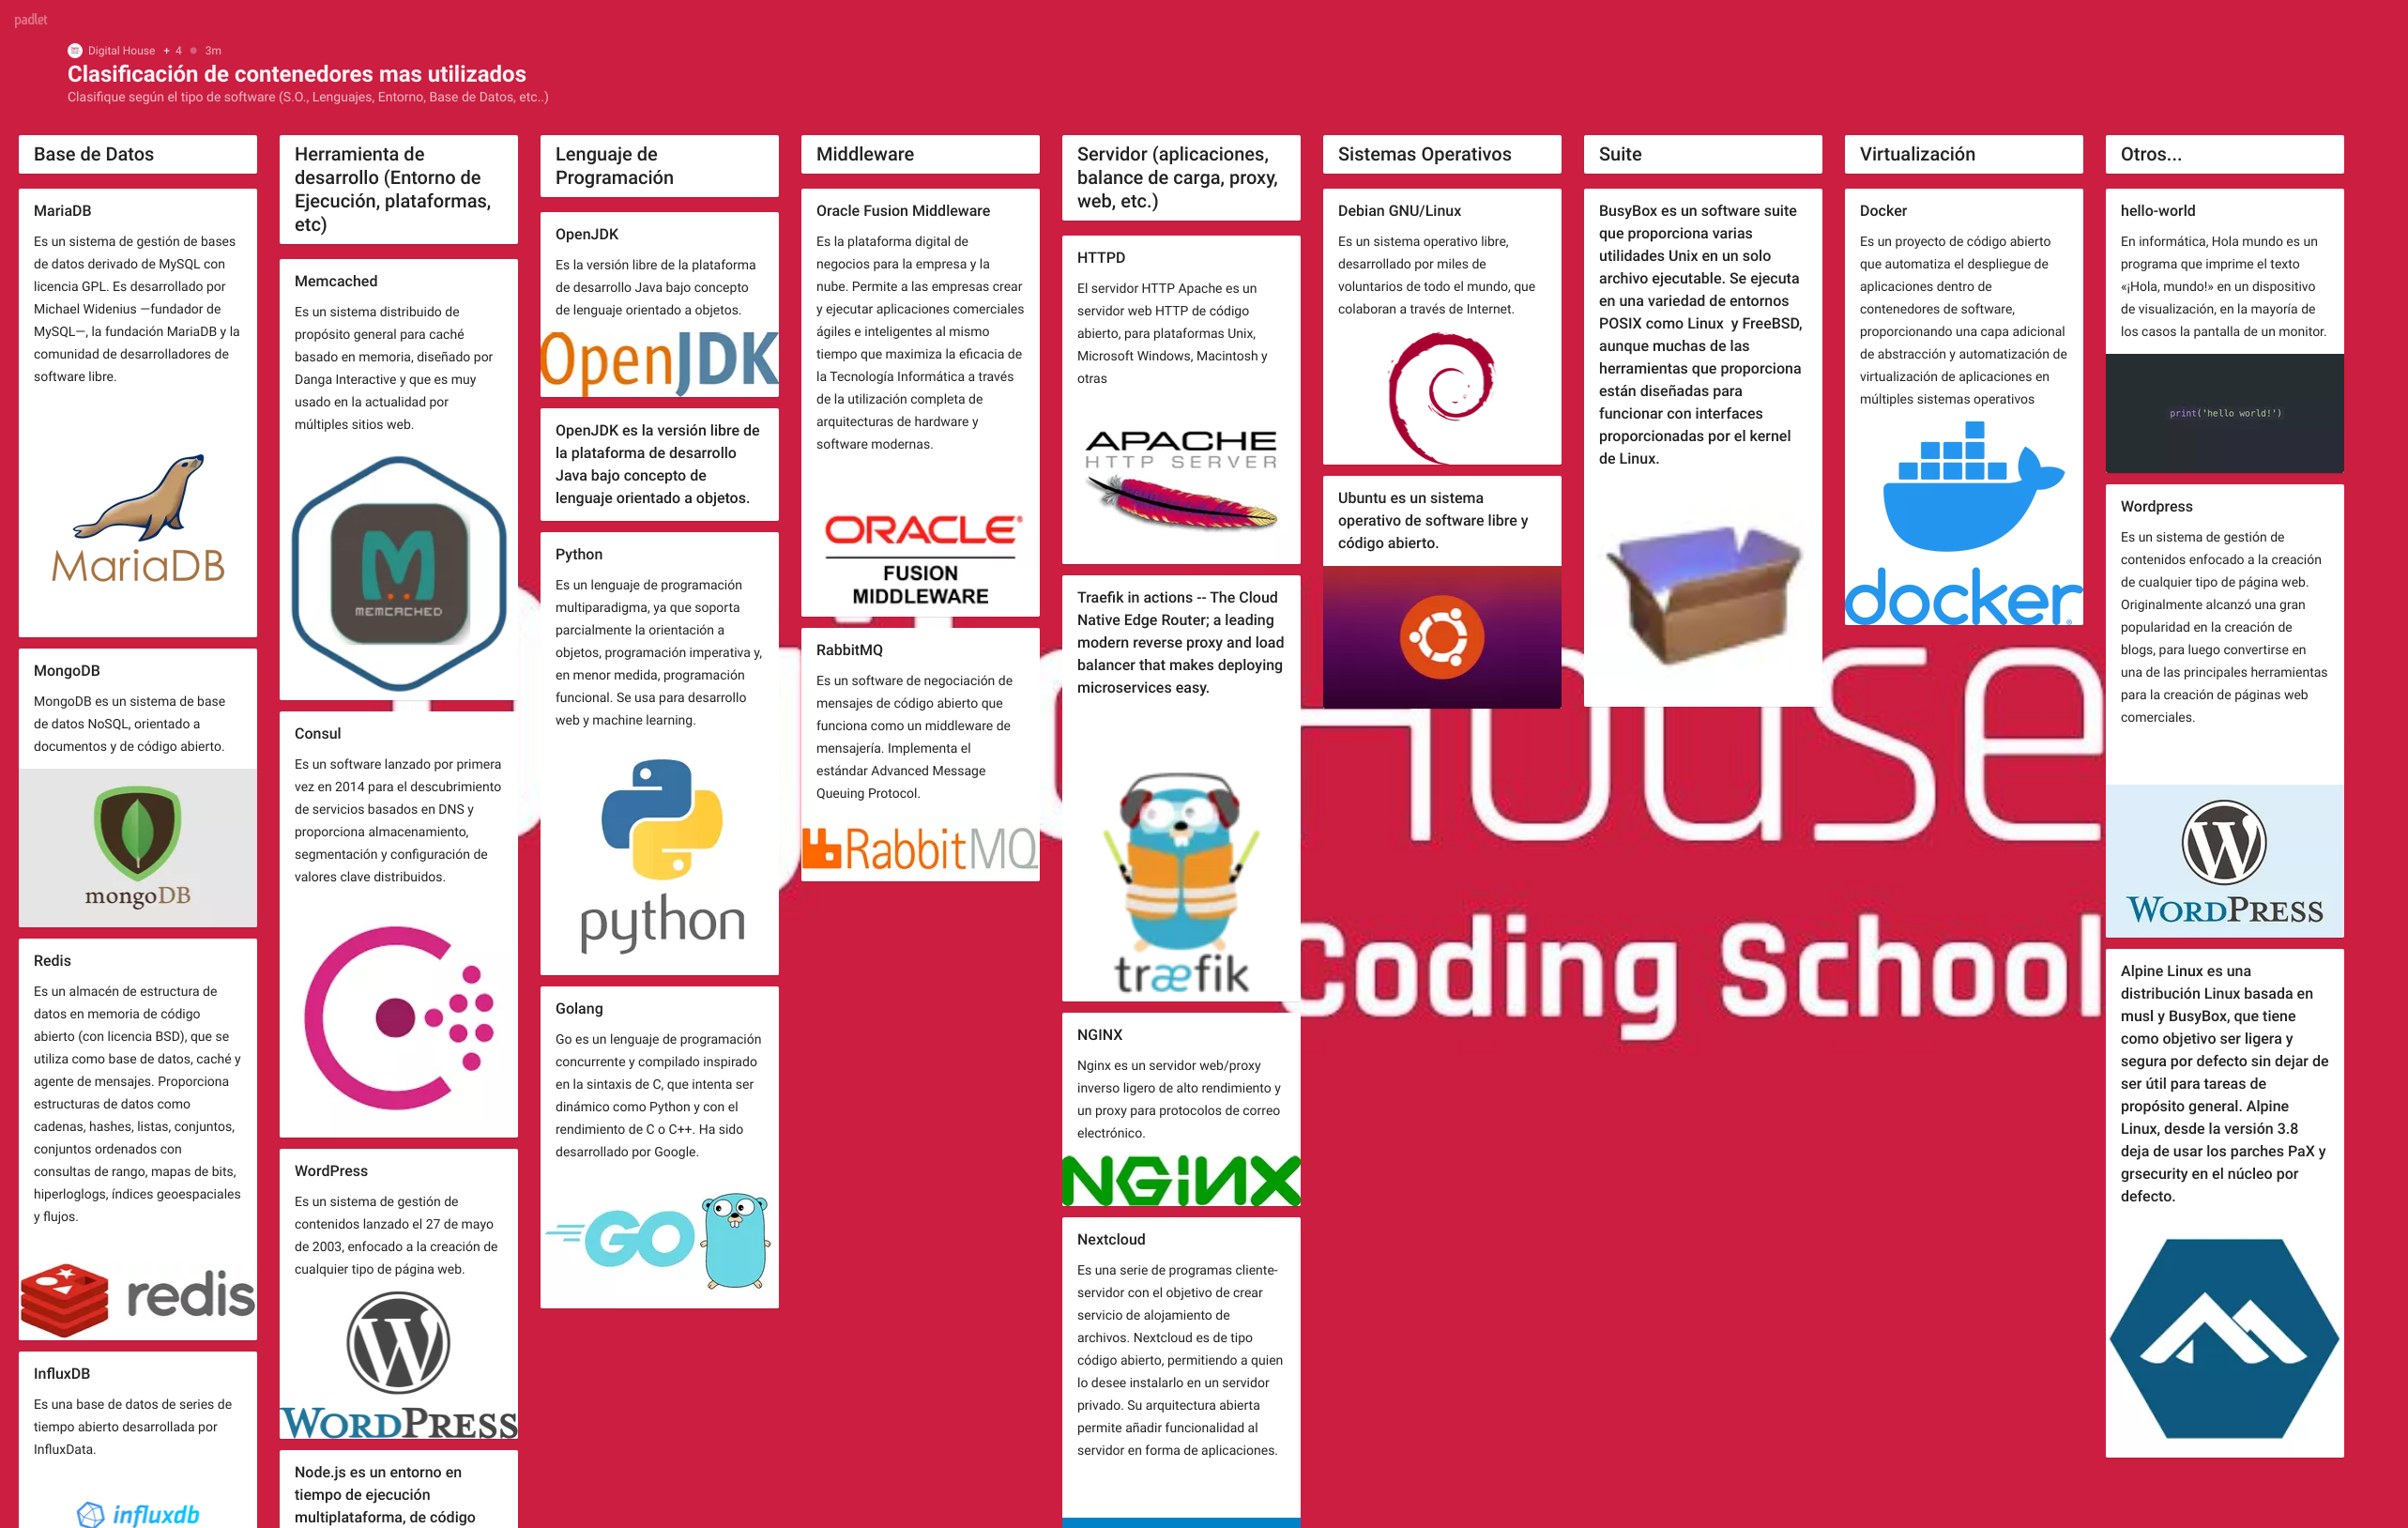 padlet
Digital House + 4 3m
Clasificación de contenedores mas utilizados
Clasifique según el tipo de software (S.O., Lenguajes, Entorno, Base de Datos, etc..)
Base de Datos
MariaDB
Es un sistema de gestión de bases
de datos derivado de MySQL con
licencia GPL. Es desarrollado por
Michael Widenius —fundador de
MySQL—, la fundación MariaDB y la
comunidad de desarrolladores de
software libre.
MariaDB
MongoDB
MongoDB es un sistema de base
de datos NoSQL, orientado a
documentos y de código abierto.
mongoDB
Redis
Es un almacén de estructura de
datos en memoria de código
abierto (con licencia BSD), que se
utiliza como base de datos, caché y
agente de mensajes. Proporciona
estructuras de datos como
cadenas, hashes, listas, conjuntos,
conjuntos ordenados con
consultas de rango, mapas de bits,
hiperloglogs, índices geoespaciales
y flujos.
redis
InfluxDB
Es una base de datos de series de
tiempo abierto desarrollada por
InfluxData.
influxdb
Herramienta de
desarrollo (Entorno de
Ejecución, plataformas,
etc)
Memcached
Es un sistema distribuido de
propósito general para caché
basado en memoria, diseñado por
Danga Interactive y que es muy
usado en la actualidad por
múltiples sitios web.
MEMCACHED
Consul
Es un software lanzado por primera
vez en 2014 para el descubrimiento
de servicios basados en DNS y
proporciona almacenamiento,
segmentación y configuración de
valores clave distribuidos.
WordPress
Es un sistema de gestión de
contenidos lanzado el 27 de mayo
de 2003, enfocado a la creación de
cualquier tipo de página web.
WORDPRESS
Node.js es un entorno en
tiempo de ejecución
multiplataforma, de código
Lenguaje de
Programación
OpenJDK
Es la versión libre de la plataforma
de desarrollo Java bajo concepto
de lenguaje orientado a objetos.
OpenJDK
OpenJDK es la versión libre de
la plataforma de desarrollo
Java bajo concepto de
lenguaje orientado a objetos.
Python
Es un lenguaje de programación
multiparadigma, ya que soporta
parcialmente la orientación a
objetos, programación imperativa y,
en menor medida, programación
funcional. Se usa para desarrollo
web y machine learning.
python
Golang
Go es un lenguaje de programación
concurrente y compilado inspirado
en la sintaxis de C, que intenta ser
dinámico como Python y con el
rendimiento de C o C++. Ha sido
desarrollado por Google.
GO
Middleware
Oracle Fusion Middleware
Es la plataforma digital de
negocios para la empresa y la
nube. Permite a las empresas crear
y ejecutar aplicaciones comerciales
ágiles e inteligentes al mismo
tiempo que maximiza la eficacia de
la Tecnología Informática a través
de la utilización completa de
arquitecturas de hardware y
software modernas.
ORACLE®
FUSION
MIDDLEWARE
RabbitMQ
Es un software de negociación de
mensajes de código abierto que
funciona como un middleware de
mensajería. Implementa el
estándar Advanced Message
Queuing Protocol.
RabbitMQ
Servidor (aplicaciones,
balance de carga, proxy,
web, etc.)
HTTPD
El servidor HTTP Apache es un
servidor web HTTP de código
abierto, para plataformas Unix,
Microsoft Windows, Macintosh y
otras
APACHE
HTTP SERVER
Traefik in actions -- The Cloud
Native Edge Router; a leading
modern reverse proxy and load
balancer that makes deploying
microservices easy.
træfik
NGINX
Nginx es un servidor web/proxy
inverso ligero de alto rendimiento y
un proxy para protocolos de correo
electrónico.
NGINX
Nextcloud
Es una serie de programas cliente-
servidor con el objetivo de crear
servicio de alojamiento de
archivos. Nextcloud es de tipo
código abierto, permitiendo a quien
lo desee instalarlo en un servidor
privado. Su arquitectura abierta
permite añadir funcionalidad al
servidor en forma de aplicaciones.
Sistemas Operativos
Debian GNU/Linux
Es un sistema operativo libre,
desarrollado por miles de
voluntarios de todo el mundo, que
colaboran a través de Internet.
Ubuntu es un sistema
operativo de software libre y
código abierto.
Suite
BusyBox es un software suite
que proporciona varias
utilidades Unix en un solo
archivo ejecutable. Se ejecuta
en una variedad de entornos
POSIX como Linux y FreeBSD,
aunque muchas de las
herramientas que proporciona
están diseñadas para
funcionar con interfaces
proporcionadas por el kernel
de Linux.
Virtualización
Docker
Es un proyecto de código abierto
que automatiza el despliegue de
aplicaciones dentro de
contenedores de software,
proporcionando una capa adicional
de abstracción y automatización de
virtualización de aplicaciones en
múltiples sistemas operativos
docker®
Otros...
hello-world
En informática, Hola mundo es un
programa que imprime el texto
«¡Hola, mundo!» en un dispositivo
de visualización, en la mayoría de
los casos la pantalla de un monitor.
print('hello world!')
Wordpress
Es un sistema de gestión de
contenidos enfocado a la creación
de cualquier tipo de página web.
Originalmente alcanzó una gran
popularidad en la creación de
blogs, para luego convertirse en
una de las principales herramientas
para la creación de páginas web
comerciales.
WORDPRESS
Alpine Linux es una
distribución Linux basada en
musl y BusyBox, que tiene
como objetivo ser ligera y
segura por defecto sin dejar de
ser útil para tareas de
propósito general. Alpine
Linux, desde la versión 3.8
deja de usar los parches PaX y
grsecurity en el núcleo por
defecto.
House
Coding School